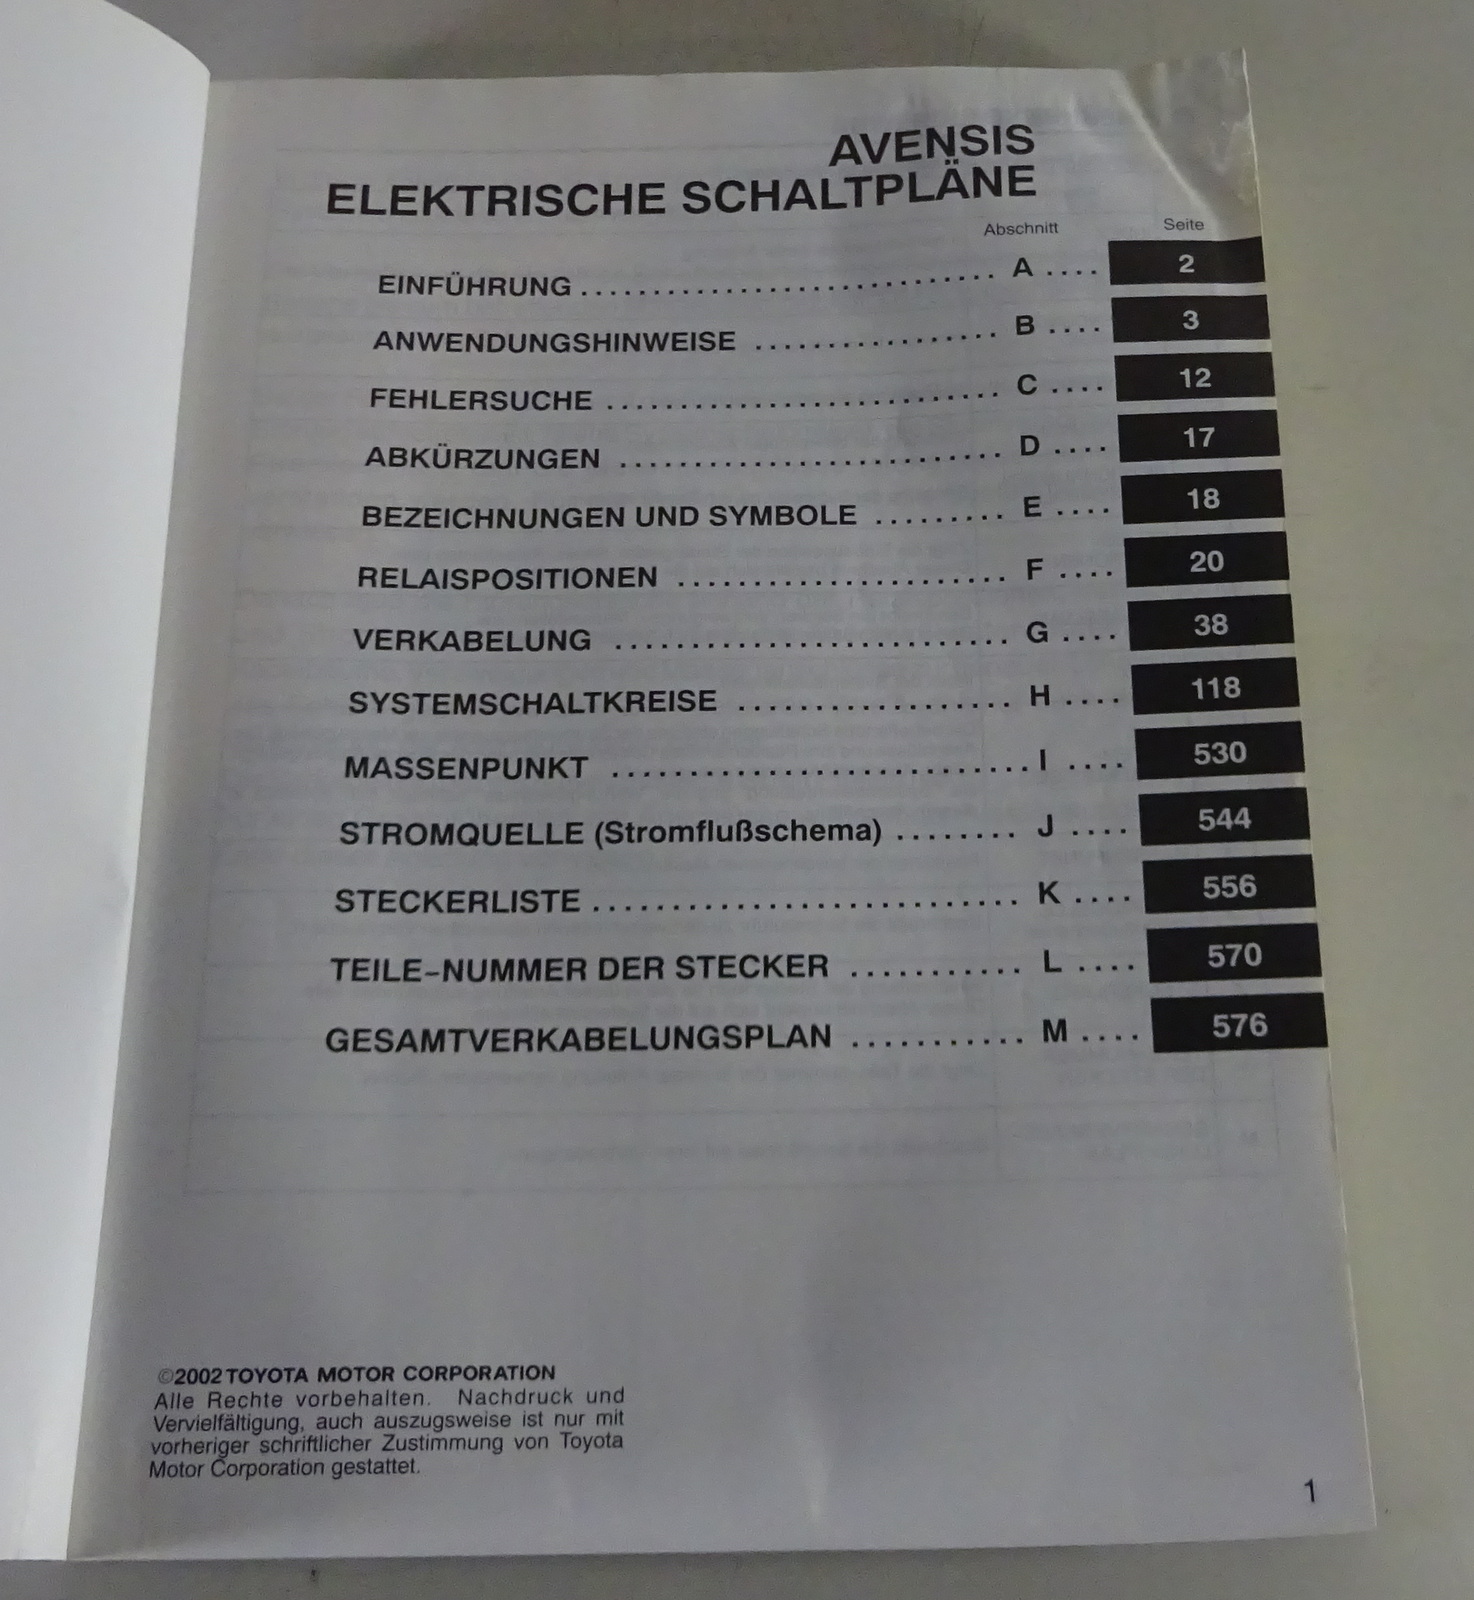 AVENSIS
ELEKTRISCHE SCHALTPLÄNE
Abschnitt Seite
EINFÜHRUNG ............................. A .... 2
ANWENDUNGSHINWEISE ................. B .... 3
FEHLERSUCHE ........................... C .... 12
ABKÜRZUNGEN .......................... D .... 17
BEZEICHNUNGEN UND SYMBOLE ......... E .... 18
RELAISPOSITIONEN ...................... F .... 20
VERKABELUNG .......................... G .... 38
SYSTEMSCHALTKREISE .................. H .... 118
MASSENPUNKT ........................... I .... 530
STROMQUELLE (Stromflußschema) ........ J .... 544
STECKERLISTE ........................... K .... 556
TEILE-NUMMER DER STECKER ........... L .... 570
GESAMTVERKABELUNGSPLAN ........... M .... 576
©2002 TOYOTA MOTOR CORPORATION
Alle Rechte vorbehalten. Nachdruck und
Vervielfältigung, auch auszugsweise ist nur mit
vorheriger schriftlicher Zustimmung von Toyota
Motor Corporation gestattet.
1